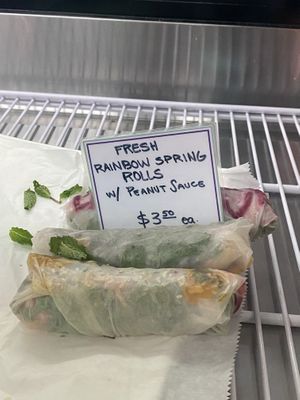 FRESH
RAINBOW SPRING
ROLLS
W/ PEANUT SAUCE
$3.50 ea.